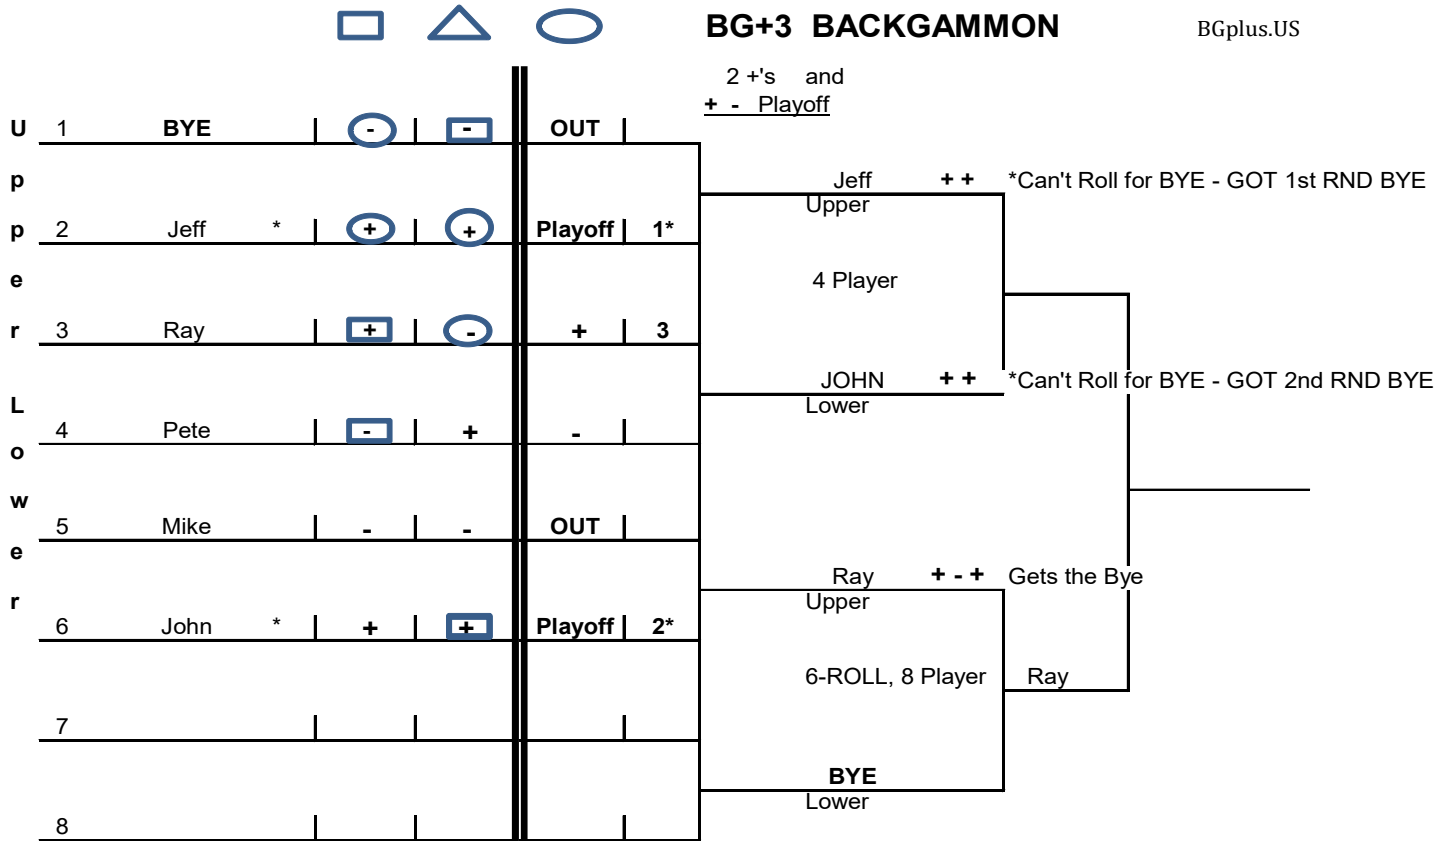 BG+3 BACKGAMMON BGplus.US
2 +'s and
+ - Playoff
U 1 BYE | - | - OUT |
p Jeff + + *Can't Roll for BYE - GOT 1st RND BYE
Upper
p 2 Jeff * | + | + Playoff | 1*
e 4 Player
r 3 Ray | + | - + | 3
JOHN + + *Can't Roll for BYE - GOT 2nd RND BYE
L Lower
4 Pete | - | + - |
o
w
5 Mike | - | - OUT |
e
Ray + - + Gets the Bye
r Upper
6 John * | + | + Playoff | 2*
6-ROLL, 8 Player Ray
7 | | |
BYE
Lower
8 | | |